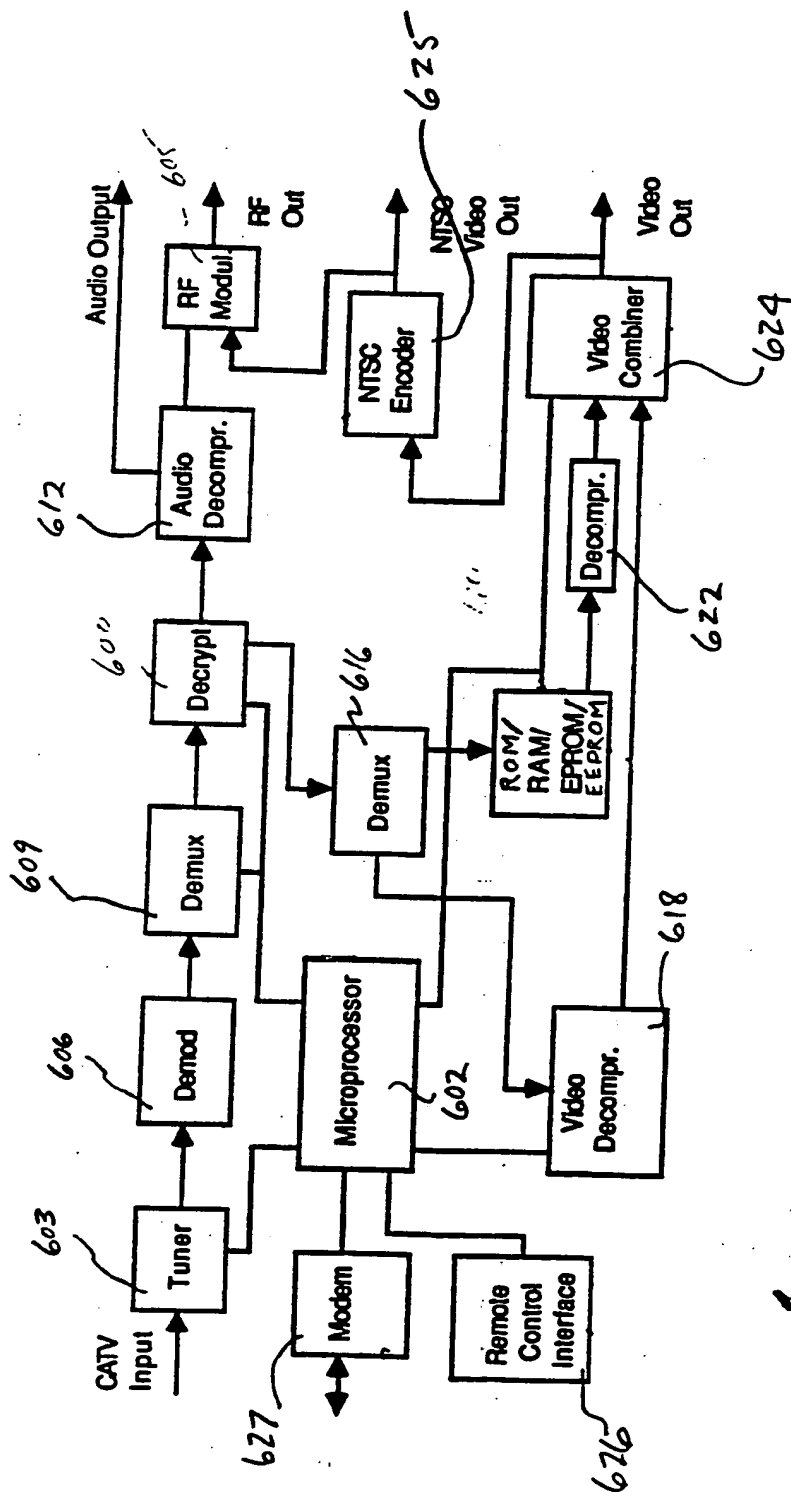 CATV
Input
603
Tuner
606
Demod
609
Demux
Decrypt
612
Audio
Decompr.
Audio Output
RF
Modul.
605
RF
Out
627
Modem
Microprocessor
602
616
Demux
NTSC
Encoder
625
NTSC
Video
Out
Remote
Control
Interface
626
Video
Decompr.
618
ROM/
RAM/
EPROM/
EEPROM
Decompr.
622
Video
Combiner
624
Video
Out